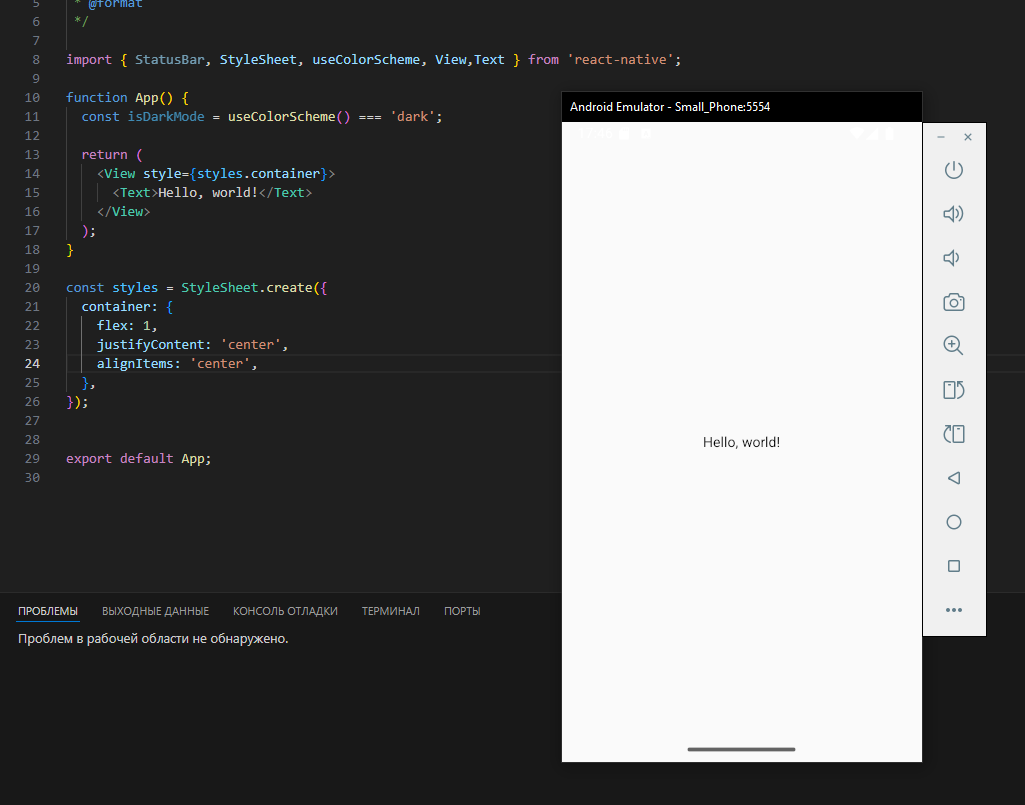 5 * @format
6 */
7
8 import { StatusBar, StyleSheet, useColorScheme, View,Text } from 'react-native';
9
10 function App() {
11 const isDarkMode = useColorScheme() === 'dark';
12
13 return (
14 <View style={styles.container}>
15 <Text>Hello, world!</Text>
16 </View>
17 );
18 }
19
20 const styles = StyleSheet.create({
21 container: {
22 flex: 1,
23 justifyContent: 'center',
24 alignItems: 'center',
25 },
26 });
27
28
29 export default App;
30
Android Emulator - Small_Phone:5554
Hello, world!
ПРОБЛЕМЫ ВЫХОДНЫЕ ДАННЫЕ КОНСОЛЬ ОТЛАДКИ ТЕРМИНАЛ ПОРТЫ
Проблем в рабочей области не обнаружено.